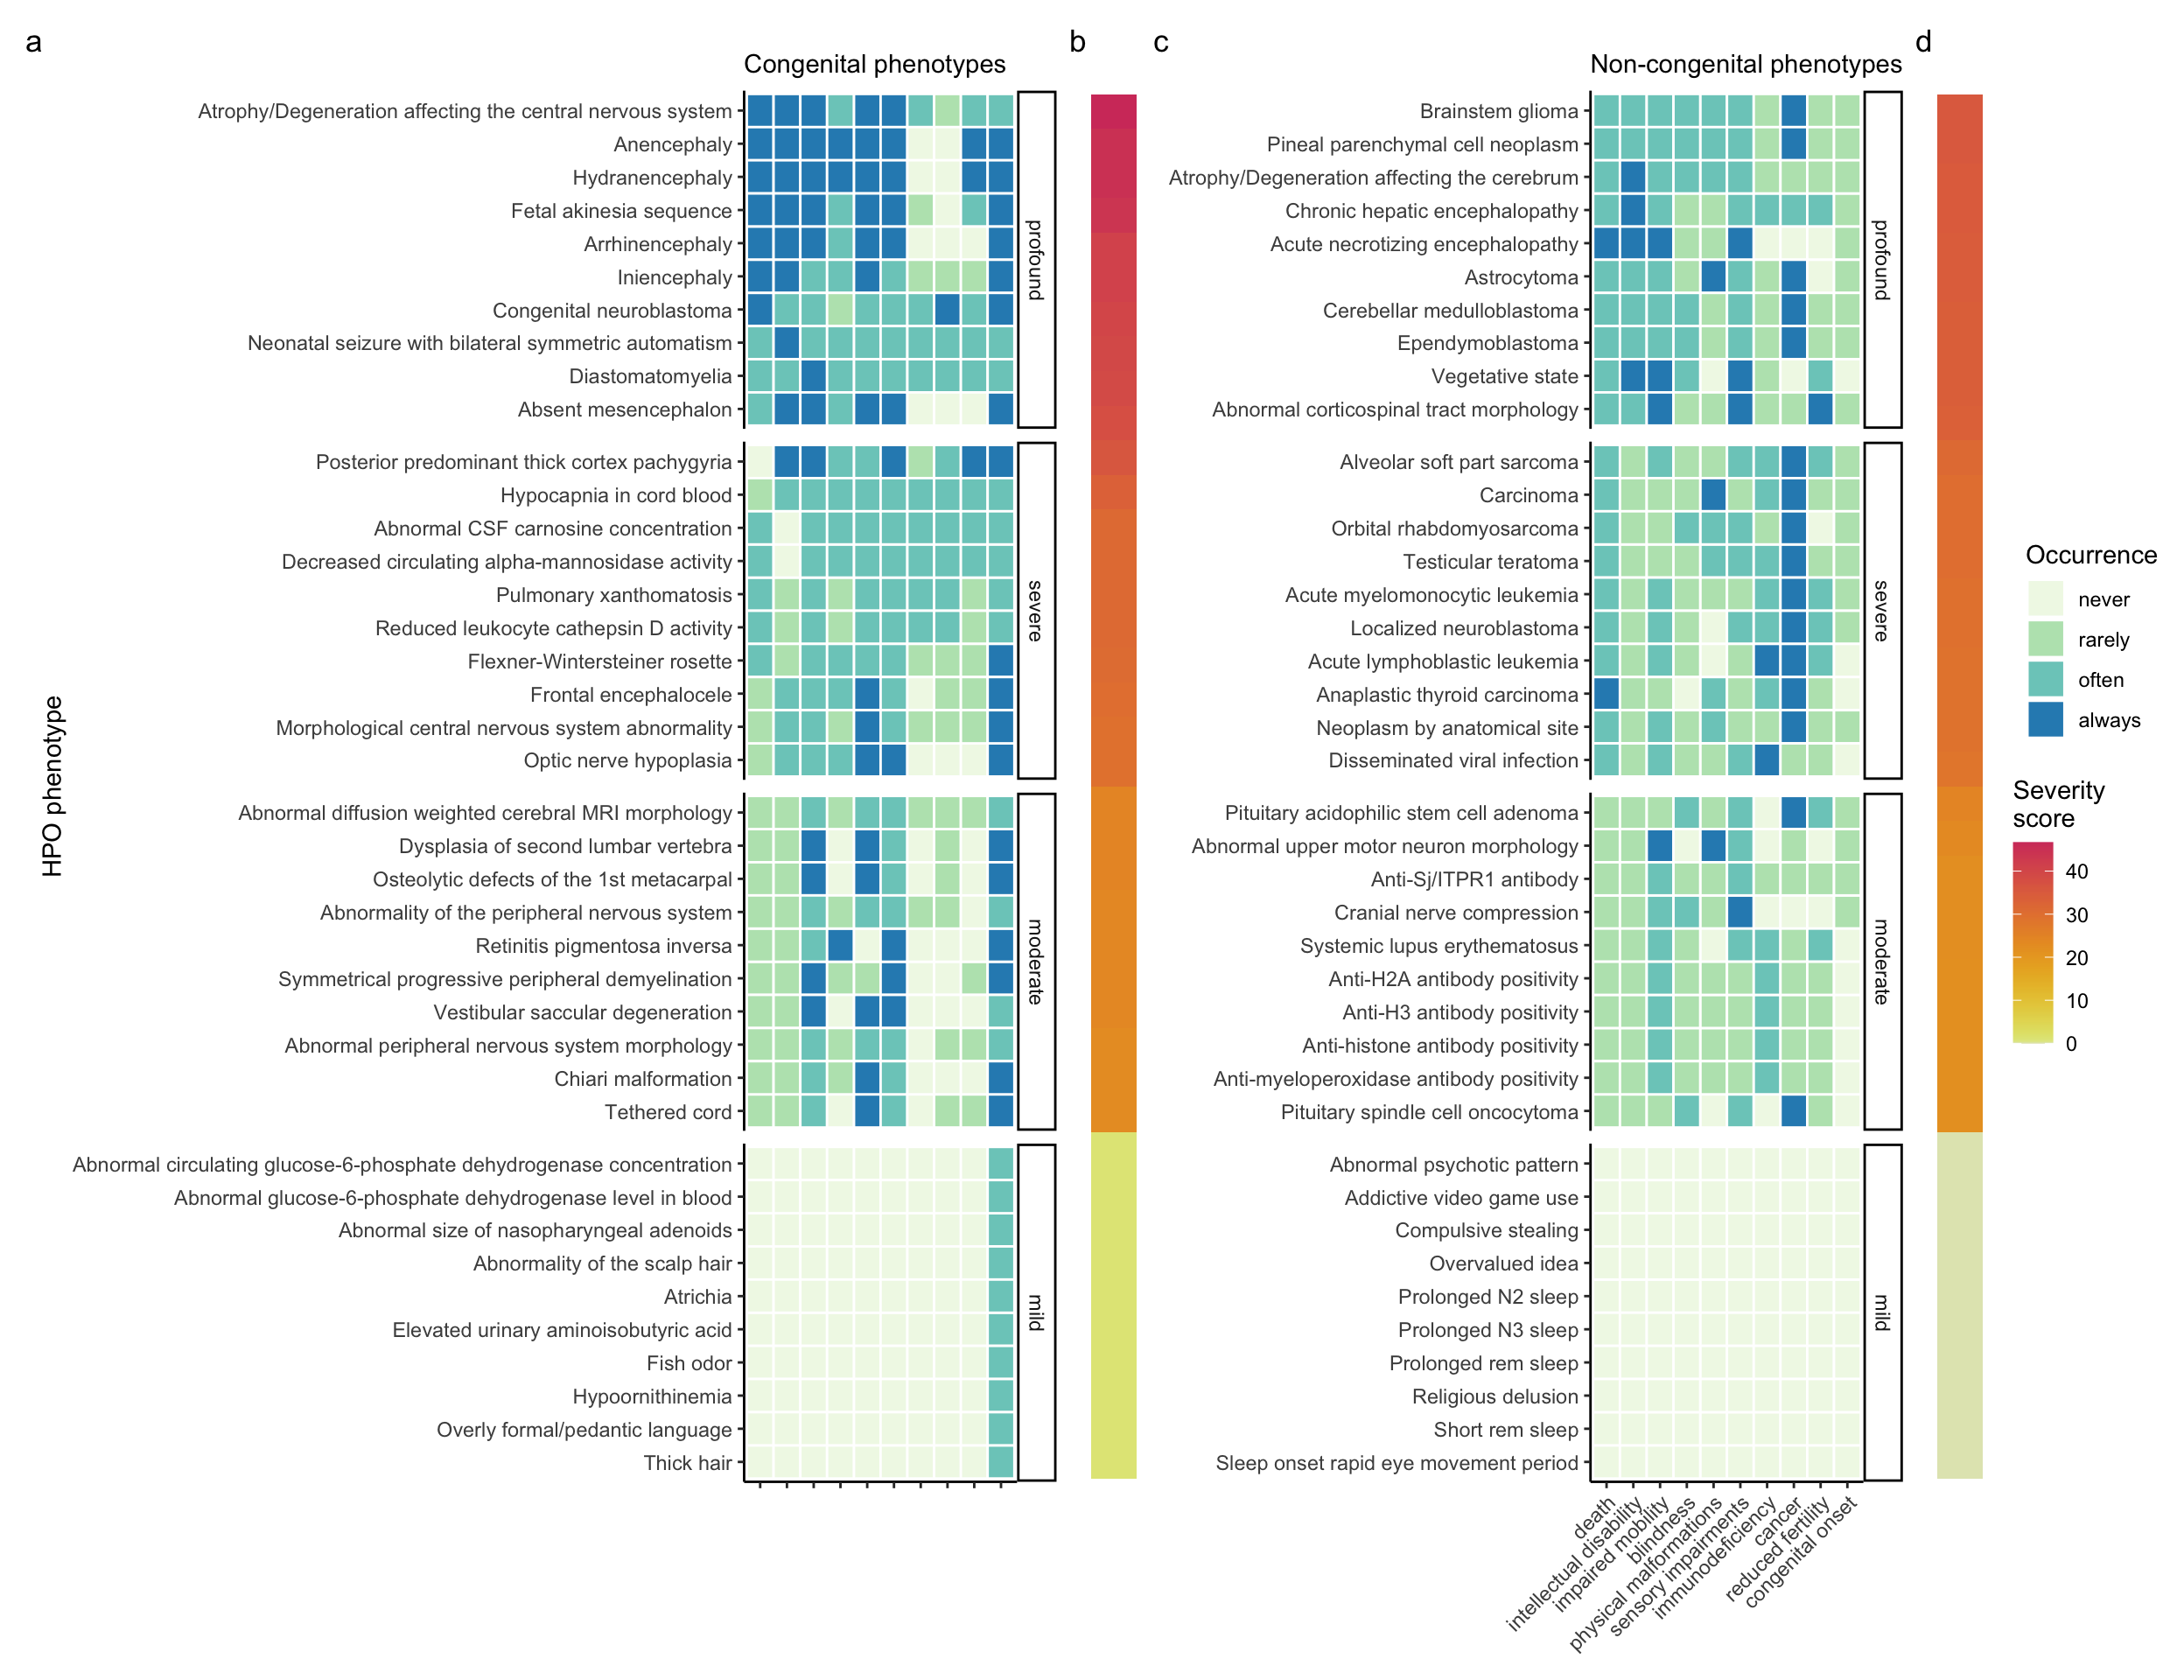 a
b
c
d
Congenital phenotypes
Non-congenital phenotypes
HPO phenotype
Atrophy/Degeneration affecting the central nervous system
Anencephaly
Hydranencephaly
Fetal akinesia sequence
Arrhinencephaly
Iniencephaly
Congenital neuroblastoma
Neonatal seizure with bilateral symmetric automatism
Diastomatomyelia
Absent mesencephalon
profound
Posterior predominant thick cortex pachygyria
Hypocapnia in cord blood
Abnormal CSF carnosine concentration
Decreased circulating alpha-mannosidase activity
Pulmonary xanthomatosis
Reduced leukocyte cathepsin D activity
Flexner-Wintersteiner rosette
Frontal encephalocele
Morphological central nervous system abnormality
Optic nerve hypoplasia
severe
Abnormal diffusion weighted cerebral MRI morphology
Dysplasia of second lumbar vertebra
Osteolytic defects of the 1st metacarpal
Abnormality of the peripheral nervous system
Retinitis pigmentosa inversa
Symmetrical progressive peripheral demyelination
Vestibular saccular degeneration
Abnormal peripheral nervous system morphology
Chiari malformation
Tethered cord
moderate
Abnormal circulating glucose-6-phosphate dehydrogenase concentration
Abnormal glucose-6-phosphate dehydrogenase level in blood
Abnormal size of nasopharyngeal adenoids
Abnormality of the scalp hair
Atrichia
Elevated urinary aminoisobutyric acid
Fish odor
Hypoornithinemia
Overly formal/pedantic language
Thick hair
mild
Brainstem glioma
Pineal parenchymal cell neoplasm
Atrophy/Degeneration affecting the cerebrum
Chronic hepatic encephalopathy
Acute necrotizing encephalopathy
Astrocytoma
Cerebellar medulloblastoma
Ependymoblastoma
Vegetative state
Abnormal corticospinal tract morphology
profound
Alveolar soft part sarcoma
Carcinoma
Orbital rhabdomyosarcoma
Testicular teratoma
Acute myelomonocytic leukemia
Localized neuroblastoma
Acute lymphoblastic leukemia
Anaplastic thyroid carcinoma
Neoplasm by anatomical site
Disseminated viral infection
severe
Pituitary acidophilic stem cell adenoma
Abnormal upper motor neuron morphology
Anti-Sj/ITPR1 antibody
Cranial nerve compression
Systemic lupus erythematosus
Anti-H2A antibody positivity
Anti-H3 antibody positivity
Anti-histone antibody positivity
Anti-myeloperoxidase antibody positivity
Pituitary spindle cell oncocytoma
moderate
Abnormal psychotic pattern
Addictive video game use
Compulsive stealing
Overvalued idea
Prolonged N2 sleep
Prolonged N3 sleep
Prolonged rem sleep
Religious delusion
Short rem sleep
Sleep onset rapid eye movement period
mild
death
intellectual disability
impaired mobility
blindness
physical malformations
sensory impairments
immunodeficiency
cancer
reduced fertility
congenital onset
Occurrence
never
rarely
often
always
Severity
score
40
30
20
10
0